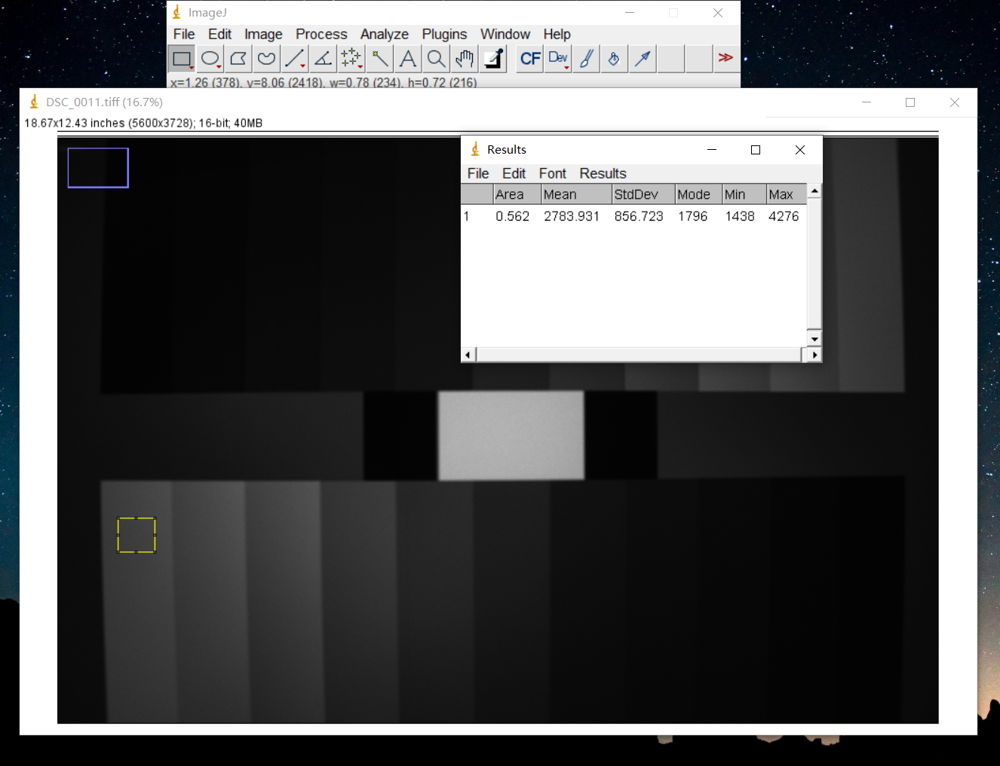 ImageJ
File Edit Image Process Analyze Plugins Window Help
A CF Dev >>
x=1.26 (378), y=8.06 (2418), w=0.78 (234), h=0.72 (216)
DSC_0011.tiff (16.7%)
18.67x12.43 inches (5600x3728); 16-bit; 40MB
Results
File Edit Font Results
Area Mean StdDev Mode Min Max
1 0.562 2783.931 856.723 1796 1438 4276